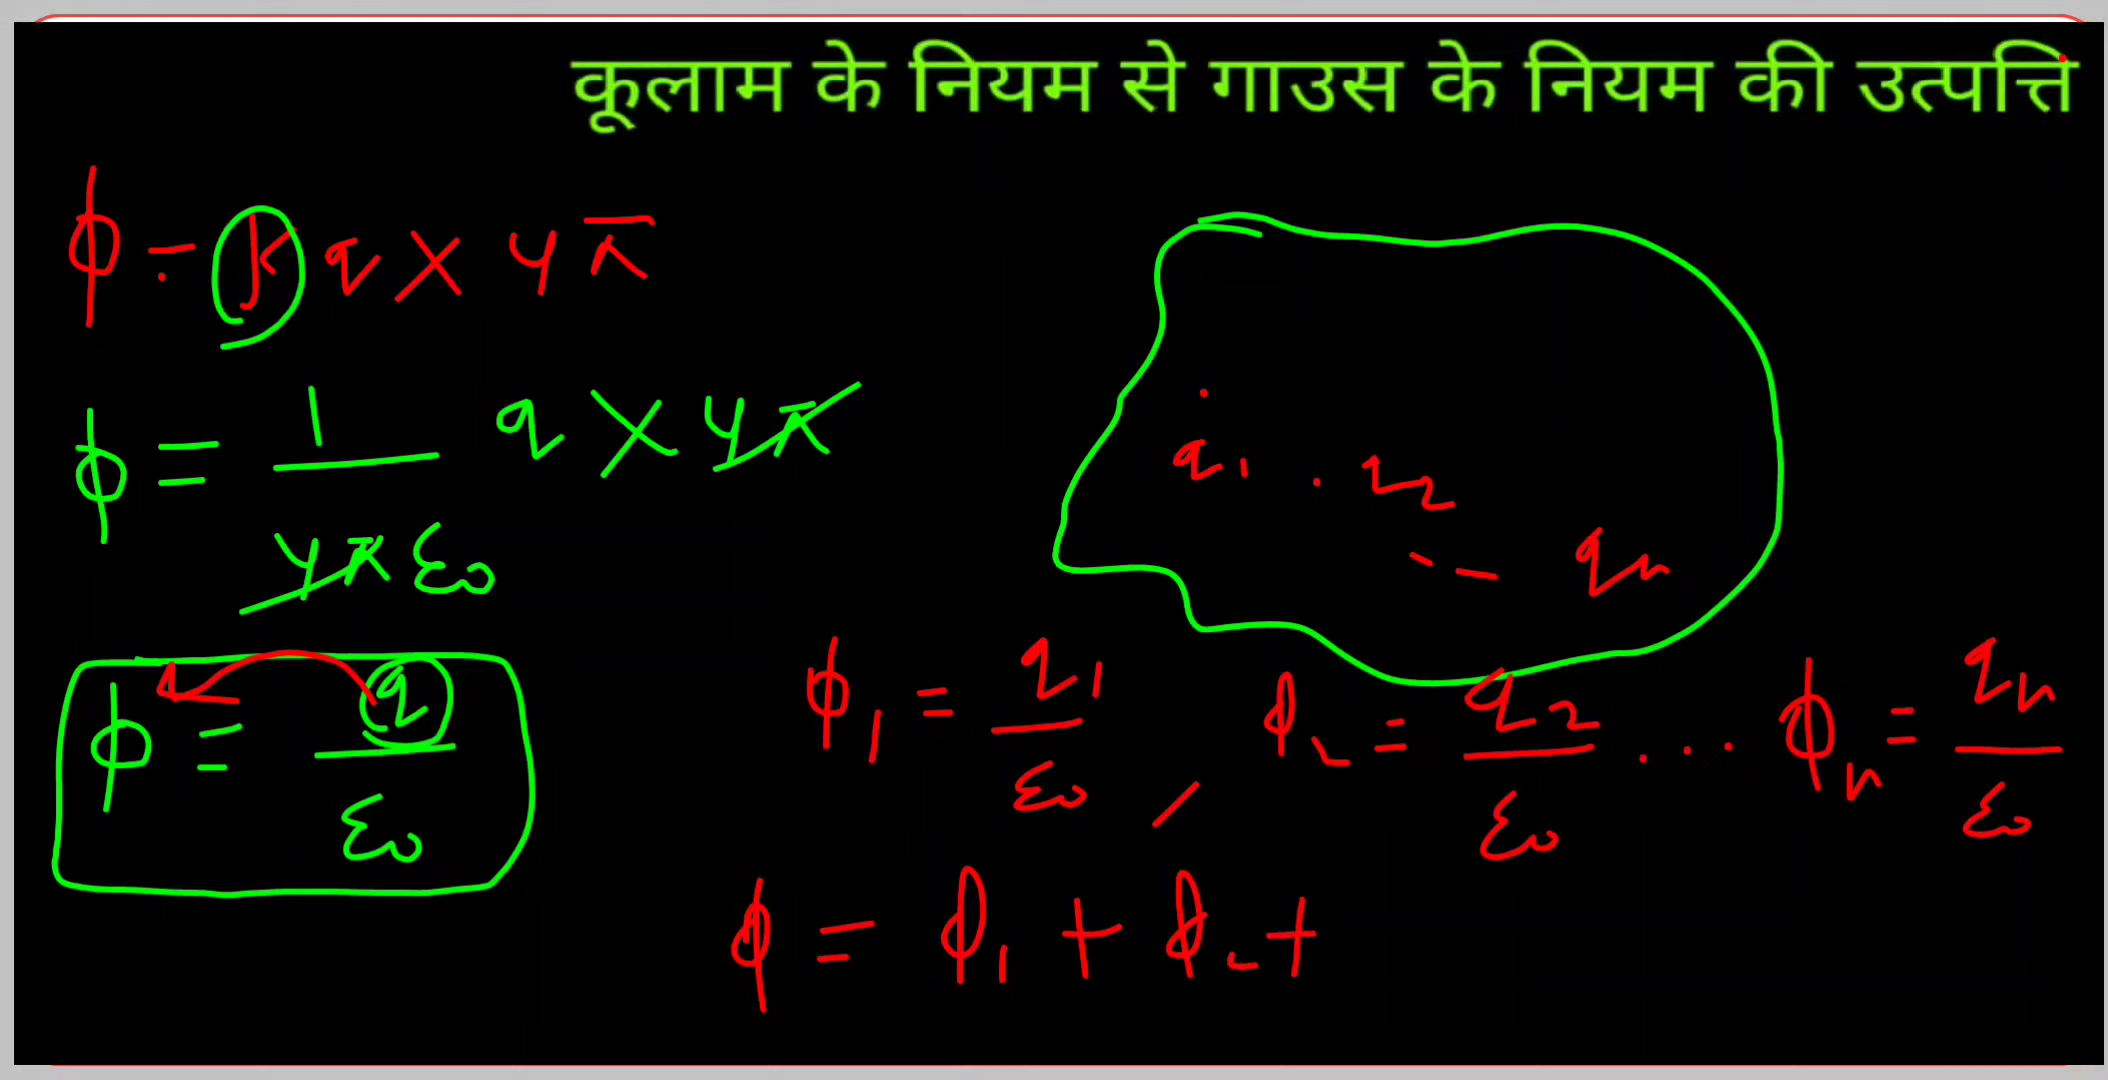 कूलाम के नियम से गाउस के नियम की उत्पत्ति
ϕ = k q × 4π
ϕ = 1/4πε₀ q × 4π
ϕ = q/ε₀
q₁ . q₂ -- qₙ
ϕ₁ = q₁/ε₀ , ϕ₂ = q₂/ε₀ ... ϕₙ = qₙ/ε₀
ϕ = ϕ₁ + ϕ₂ +